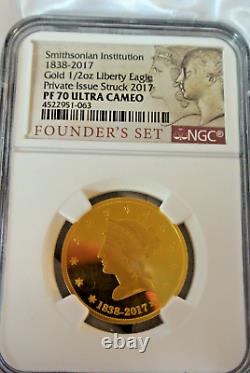 Smithsonian Institution
1838-2017
Gold 1/2oz Liberty Eagle
Private Issue Struck 2017
PF 70 ULTRA CAMEO
4522951-063
FOUNDER'S SET
NGC®
1838-2017